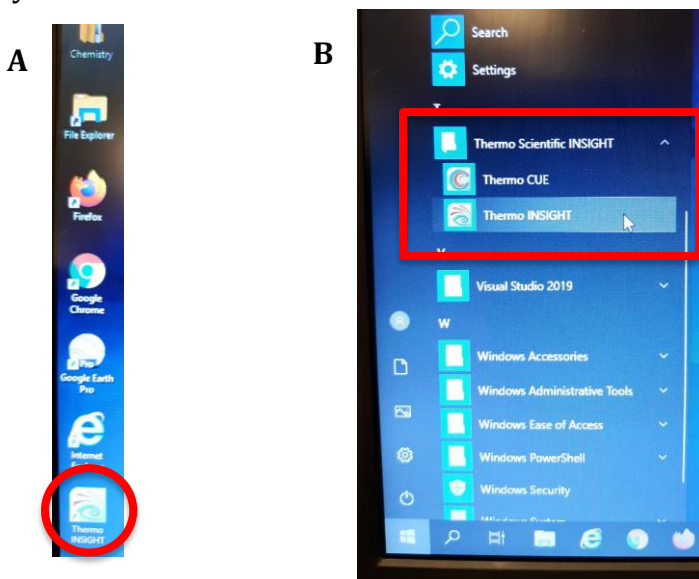 A
Chemistry
File Explorer
Firefox
Google
Chrome
Pro
Google Earth
Pro
Internet
Thermo
INSIGHT
B
Search
Settings
T
Thermo Scientific INSIGHT
Thermo CUE
Thermo INSIGHT
V
Visual Studio 2019
W
Windows Accessories
Windows Administrative Tools
Windows Ease of Access
Windows PowerShell
Windows Security